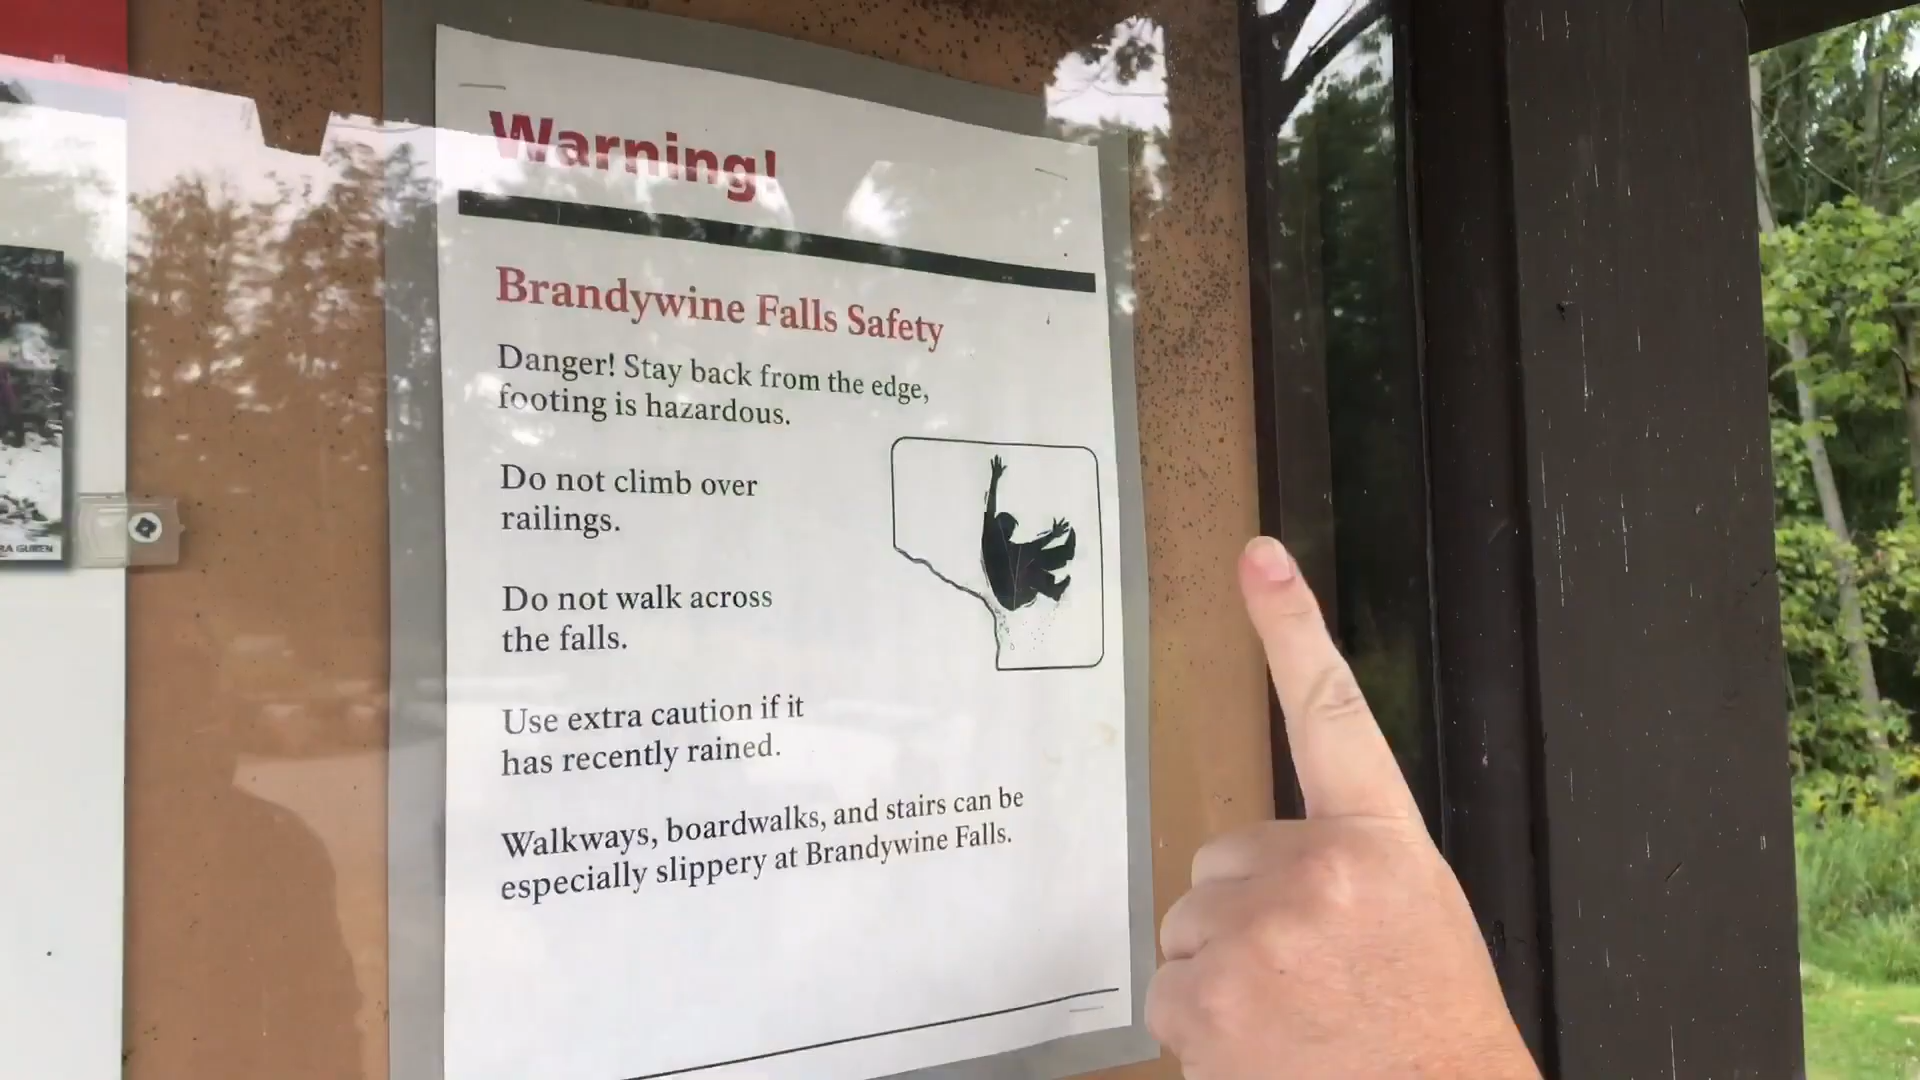 Warning!
Brandywine Falls Safety
Danger! Stay back from the edge,
footing is hazardous.
Do not climb over
railings.
Do not walk across
the falls.
Use extra caution if it
has recently rained.
Walkways, boardwalks, and stairs can be
especially slippery at Brandywine Falls.